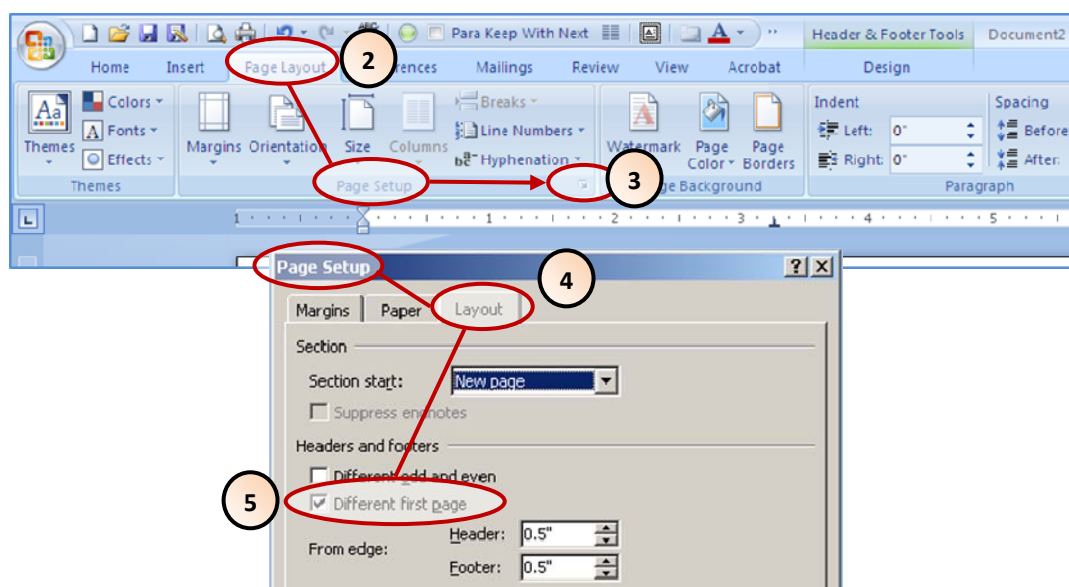 ABC Para Keep With Next A Header & Footer Tools Document2
Home Insert Page Layout 2 rences Mailings Review View Acrobat Design
Aa Colors Breaks Indent Spacing
A Fonts Line Numbers Left: 0" Before
Themes Effects Margins Orientation Size Columns Hyphenation Watermark Page Color Page Borders Right: 0" After:
Themes Page Setup 3 ge Background Paragraph
L 1 1 2 3 4 5
Page Setup ? X
4
Margins Paper Layout
Section
Section start: New page
Suppress endnotes
Headers and footers
Different odd and even
5 Different first page
Header: 0.5"
From edge:
Footer: 0.5"